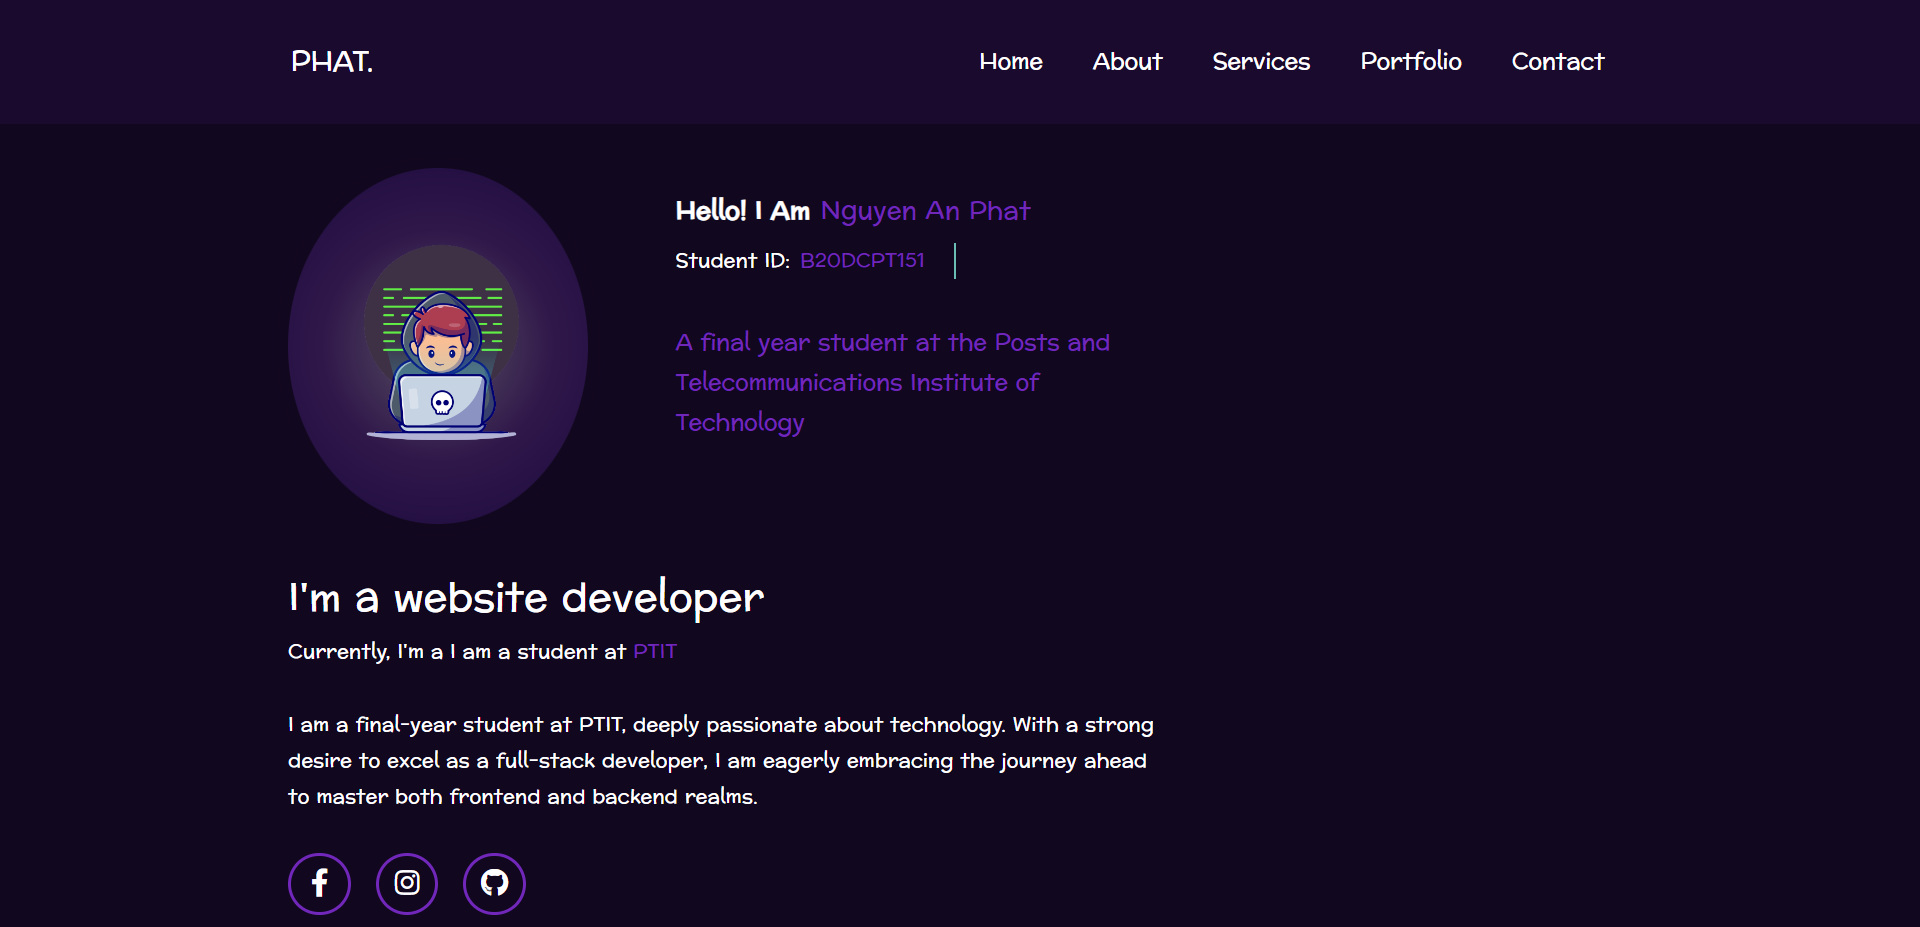 PHAT.
Home About Services Portfolio Contact
Hello! I Am Nguyen An Phat
Student ID: B20DCPT151
A final year student at the Posts and
Telecommunications Institute of
Technology
I'm a website developer
Currently, I'm a I am a student at PTIT
I am a final-year student at PTIT, deeply passionate about technology. With a strong
desire to excel as a full-stack developer, I am eagerly embracing the journey ahead
to master both frontend and backend realms.